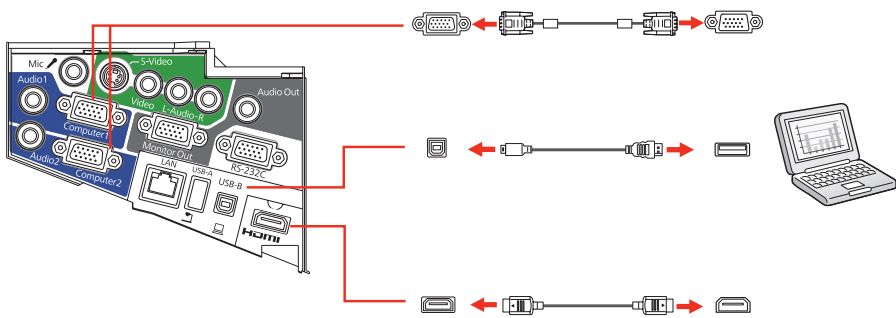 Mic
S-Video
Audio1
Video
L-Audio-R
Audio Out
Computer1
Monitor Out
Audio2
Computer2
RS-232C
LAN
USB-A
USB-B
HDMI